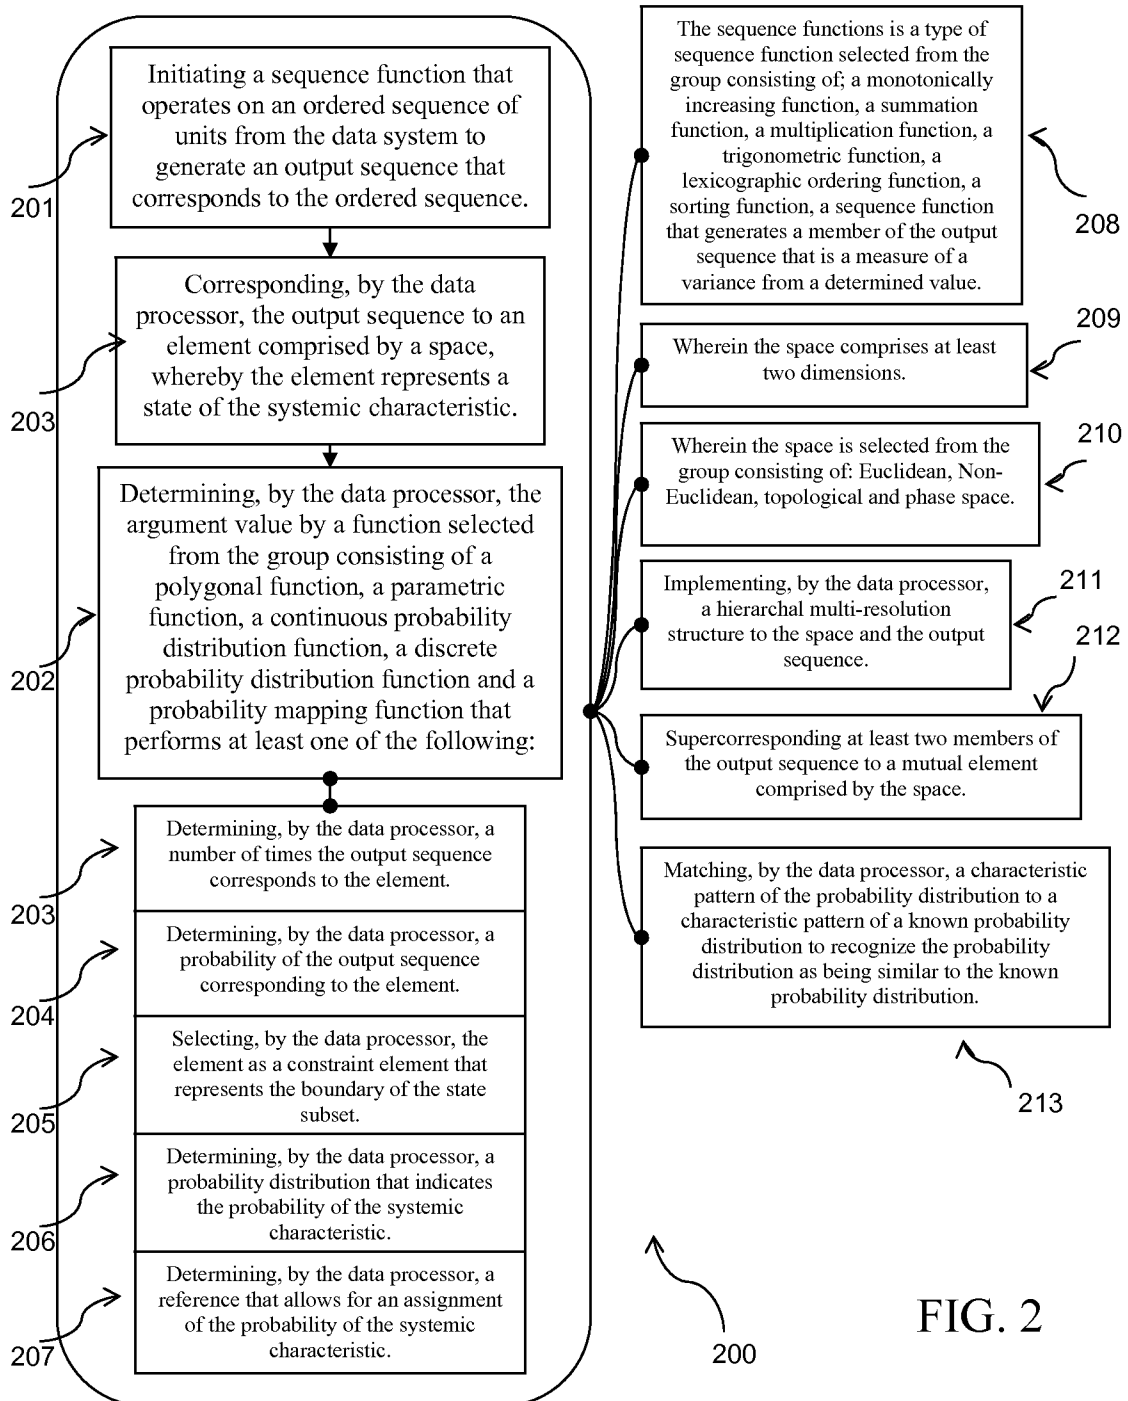 Initiating a sequence function that
operates on an ordered sequence of
units from the data system to
generate an output sequence that
corresponds to the ordered sequence.
201
Corresponding, by the data
processor, the output sequence to an
element comprised by a space,
whereby the element represents a
state of the systemic characteristic.
203
Determining, by the data processor, the
argument value by a function selected
from the group consisting of a
polygonal function, a parametric
function, a continuous probability
distribution function, a discrete
probability distribution function and a
probability mapping function that
performs at least one of the following:
202
Determining, by the data processor, a
number of times the output sequence
corresponds to the element.
203
Determining, by the data processor, a
probability of the output sequence
corresponding to the element.
204
Selecting, by the data processor, the
element as a constraint element that
represents the boundary of the state
subset.
205
Determining, by the data processor, a
probability distribution that indicates
the probability of the systemic
characteristic.
206
Determining, by the data processor, a
reference that allows for an assignment
of the probability of the systemic
characteristic.
207
The sequence functions is a type of
sequence function selected from the
group consisting of; a monotonically
increasing function, a summation
function, a multiplication function, a
trigonometric function, a
lexicographic ordering function, a
sorting function, a sequence function
that generates a member of the output
sequence that is a measure of a
variance from a determined value.
208
Wherein the space comprises at least
two dimensions.
209
Wherein the space is selected from the
group consisting of: Euclidean, Non-
Euclidean, topological and phase space.
210
Implementing, by the data processor,
a hierarchal multi-resolution
structure to the space and the output
sequence.
211
212
Supercorresponding at least two members of
the output sequence to a mutual element
comprised by the space.
Matching, by the data processor, a characteristic
pattern of the probability distribution to a
characteristic pattern of a known probability
distribution to recognize the probability
distribution as being similar to the known
probability distribution.
213
200
FIG. 2